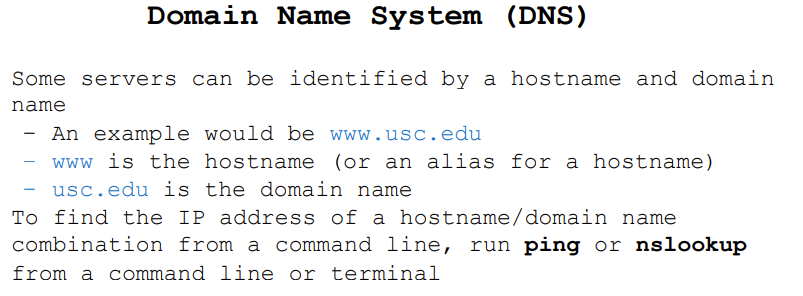 Domain Name System (DNS)
Some servers can be identified by a hostname and domain
name
– An example would be www.usc.edu
– www is the hostname (or an alias for a hostname)
– usc.edu is the domain name
To find the IP address of a hostname/domain name
combination from a command line, run ping or nslookup
from a command line or terminal